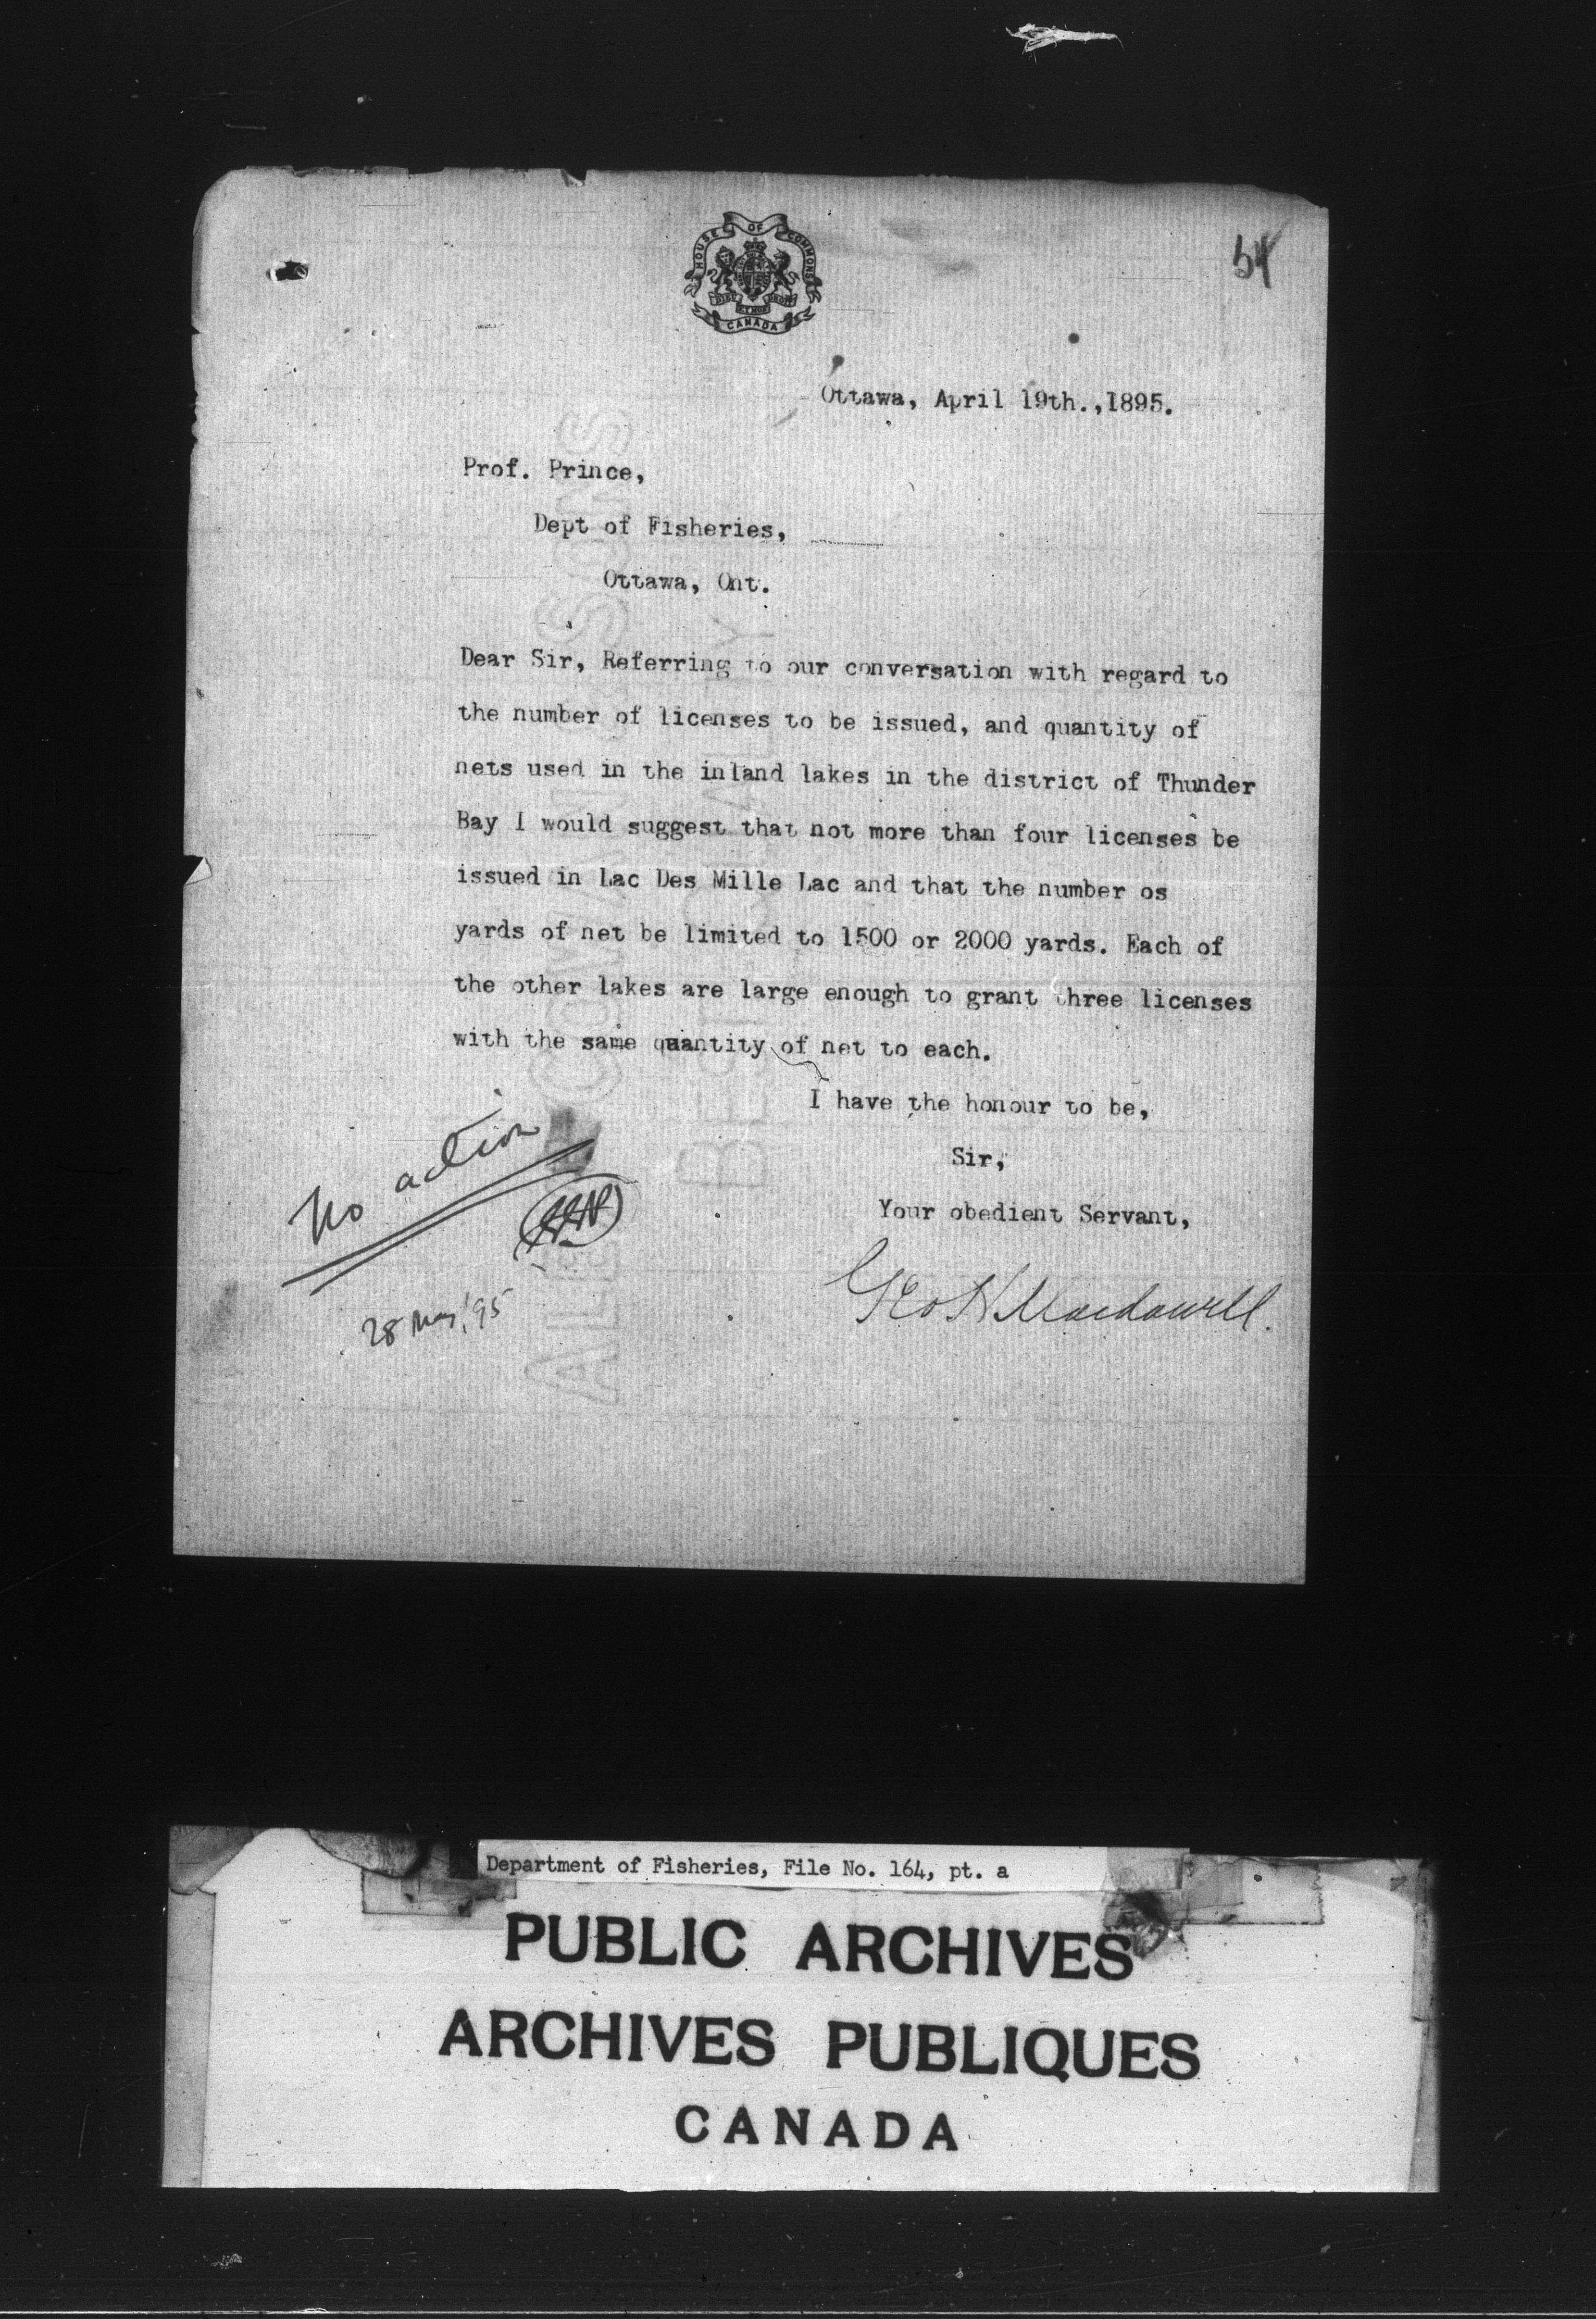 HOUSE OF COMMONS
DIEU ET MON DROIT
CANADA
54
Ottawa, April 19th.,1895.
Prof. Prince,
Dept of Fisheries,
Ottawa, Ont.
Dear Sir, Referring to our conversation with regard to
the number of licenses to be issued, and quantity of
nets used in the inland lakes in the district of Thunder
Bay I would suggest that not more than four licenses be
issued in Lac Des Mille Lac and that the number os
yards of net be limited to 1500 or 2000 yards. Each of
the other lakes are large enough to grant three licenses
with the same quantity of net to each.
I have the honour to be,
Sir,
Your obedient Servant,
Geo H Macdowell.
No action
28 May, '95
Department of Fisheries, File No. 164, pt. a
PUBLIC ARCHIVES
ARCHIVES PUBLIQUES
CANADA